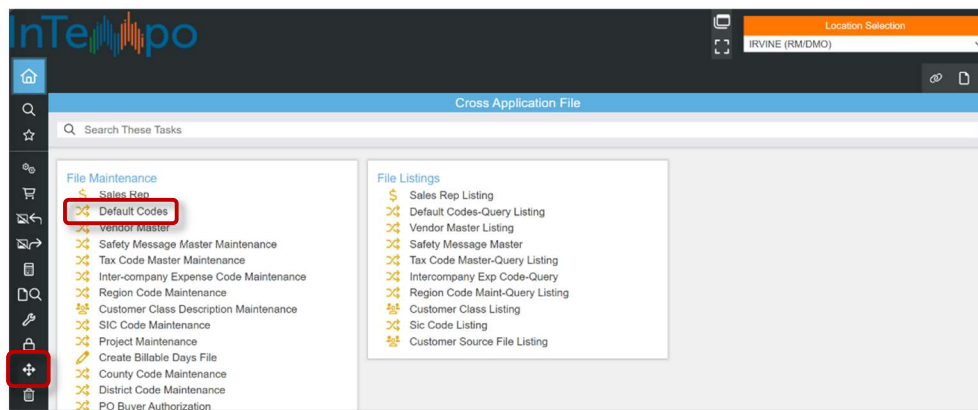 InTempo
Location Selection
IRVINE (RM/DMO)
Cross Application File
Search These Tasks
File Maintenance
Sales Rep
Default Codes
Vendor Master
Safety Message Master Maintenance
Tax Code Master Maintenance
Inter-company Expense Code Maintenance
Region Code Maintenance
Customer Class Description Maintenance
SIC Code Maintenance
Project Maintenance
Create Billable Days File
County Code Maintenance
District Code Maintenance
PO Buyer Authorization
File Listings
Sales Rep Listing
Default Codes-Query Listing
Vendor Master Listing
Safety Message Master
Tax Code Master-Query Listing
Intercompany Exp Code-Query
Region Code Maint-Query Listing
Customer Class Listing
Sic Code Listing
Customer Source File Listing